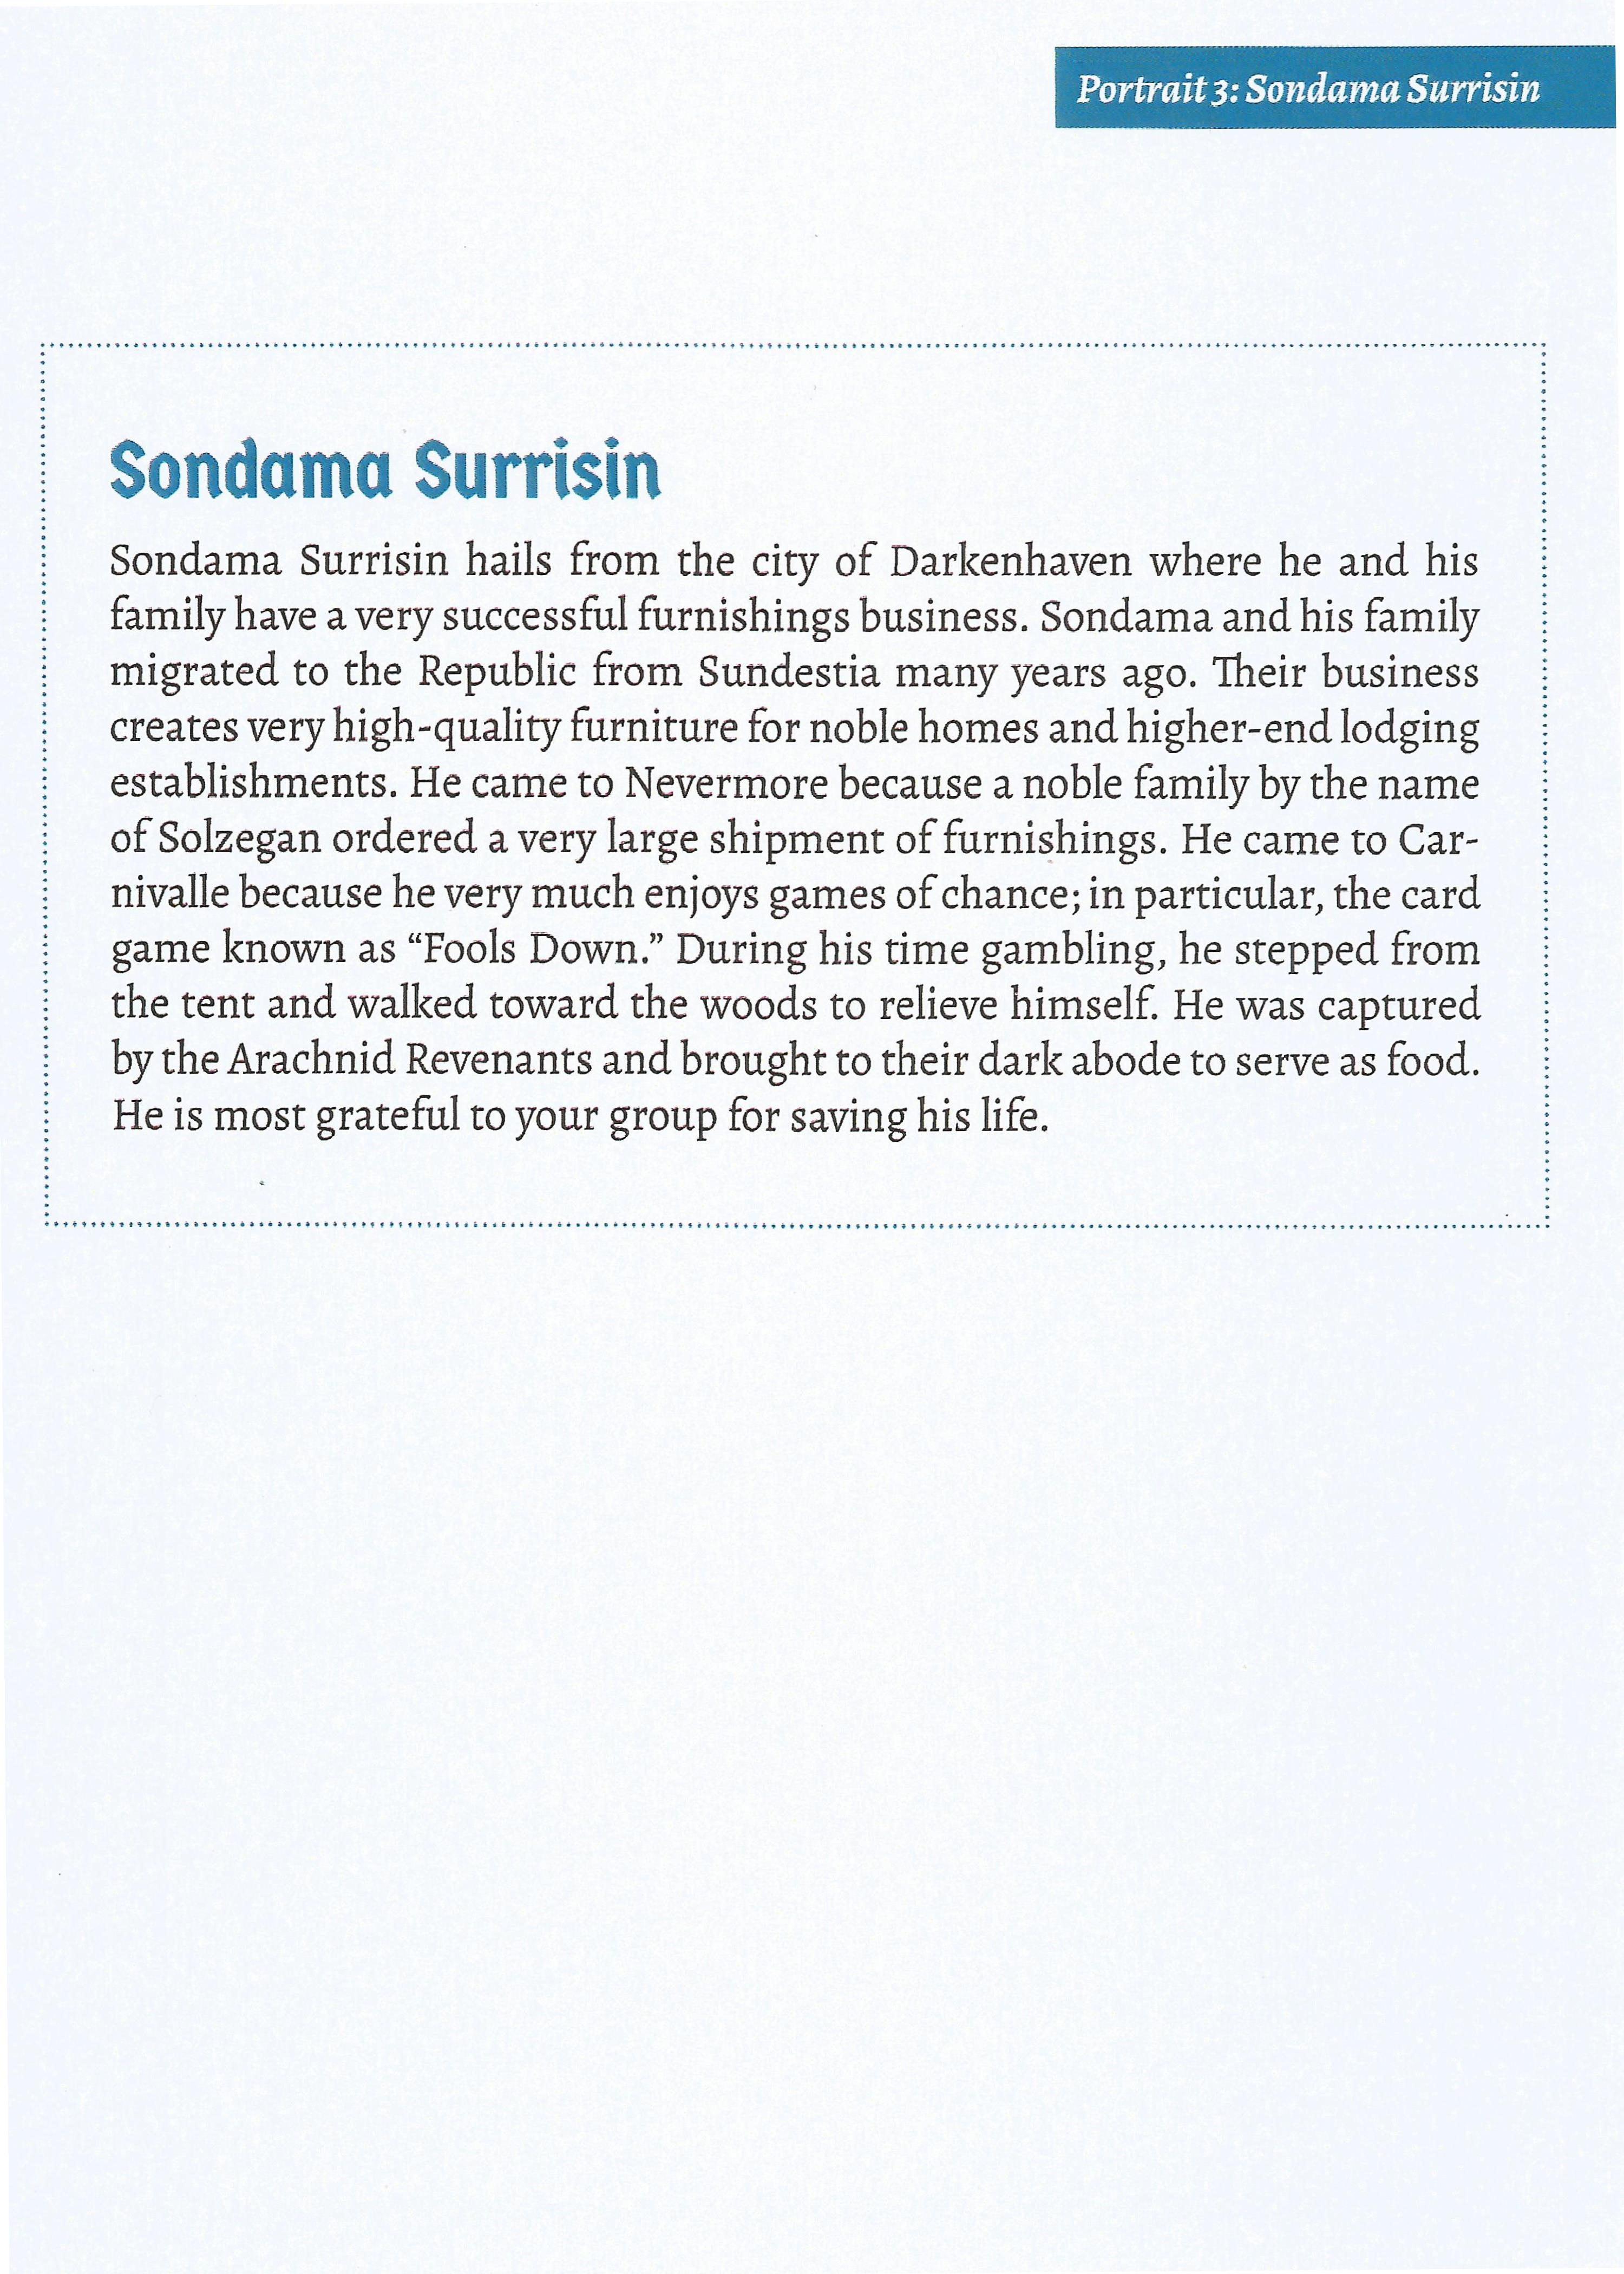 Portrait 3: Sondama Surrisin
Sondama Surrisin
Sondama Surrisin hails from the city of Darkenhaven where he and his
family have a very successful furnishings business. Sondama and his family
migrated to the Republic from Sundestia many years ago. Their business
creates very high-quality furniture for noble homes and higher-end lodging
establishments. He came to Nevermore because a noble family by the name
of Solzegan ordered a very large shipment of furnishings. He came to Car-
nivalle because he very much enjoys games of chance; in particular, the card
game known as “Fools Down.” During his time gambling, he stepped from
the tent and walked toward the woods to relieve himself. He was captured
by the Arachnid Revenants and brought to their dark abode to serve as food.
He is most grateful to your group for saving his life.